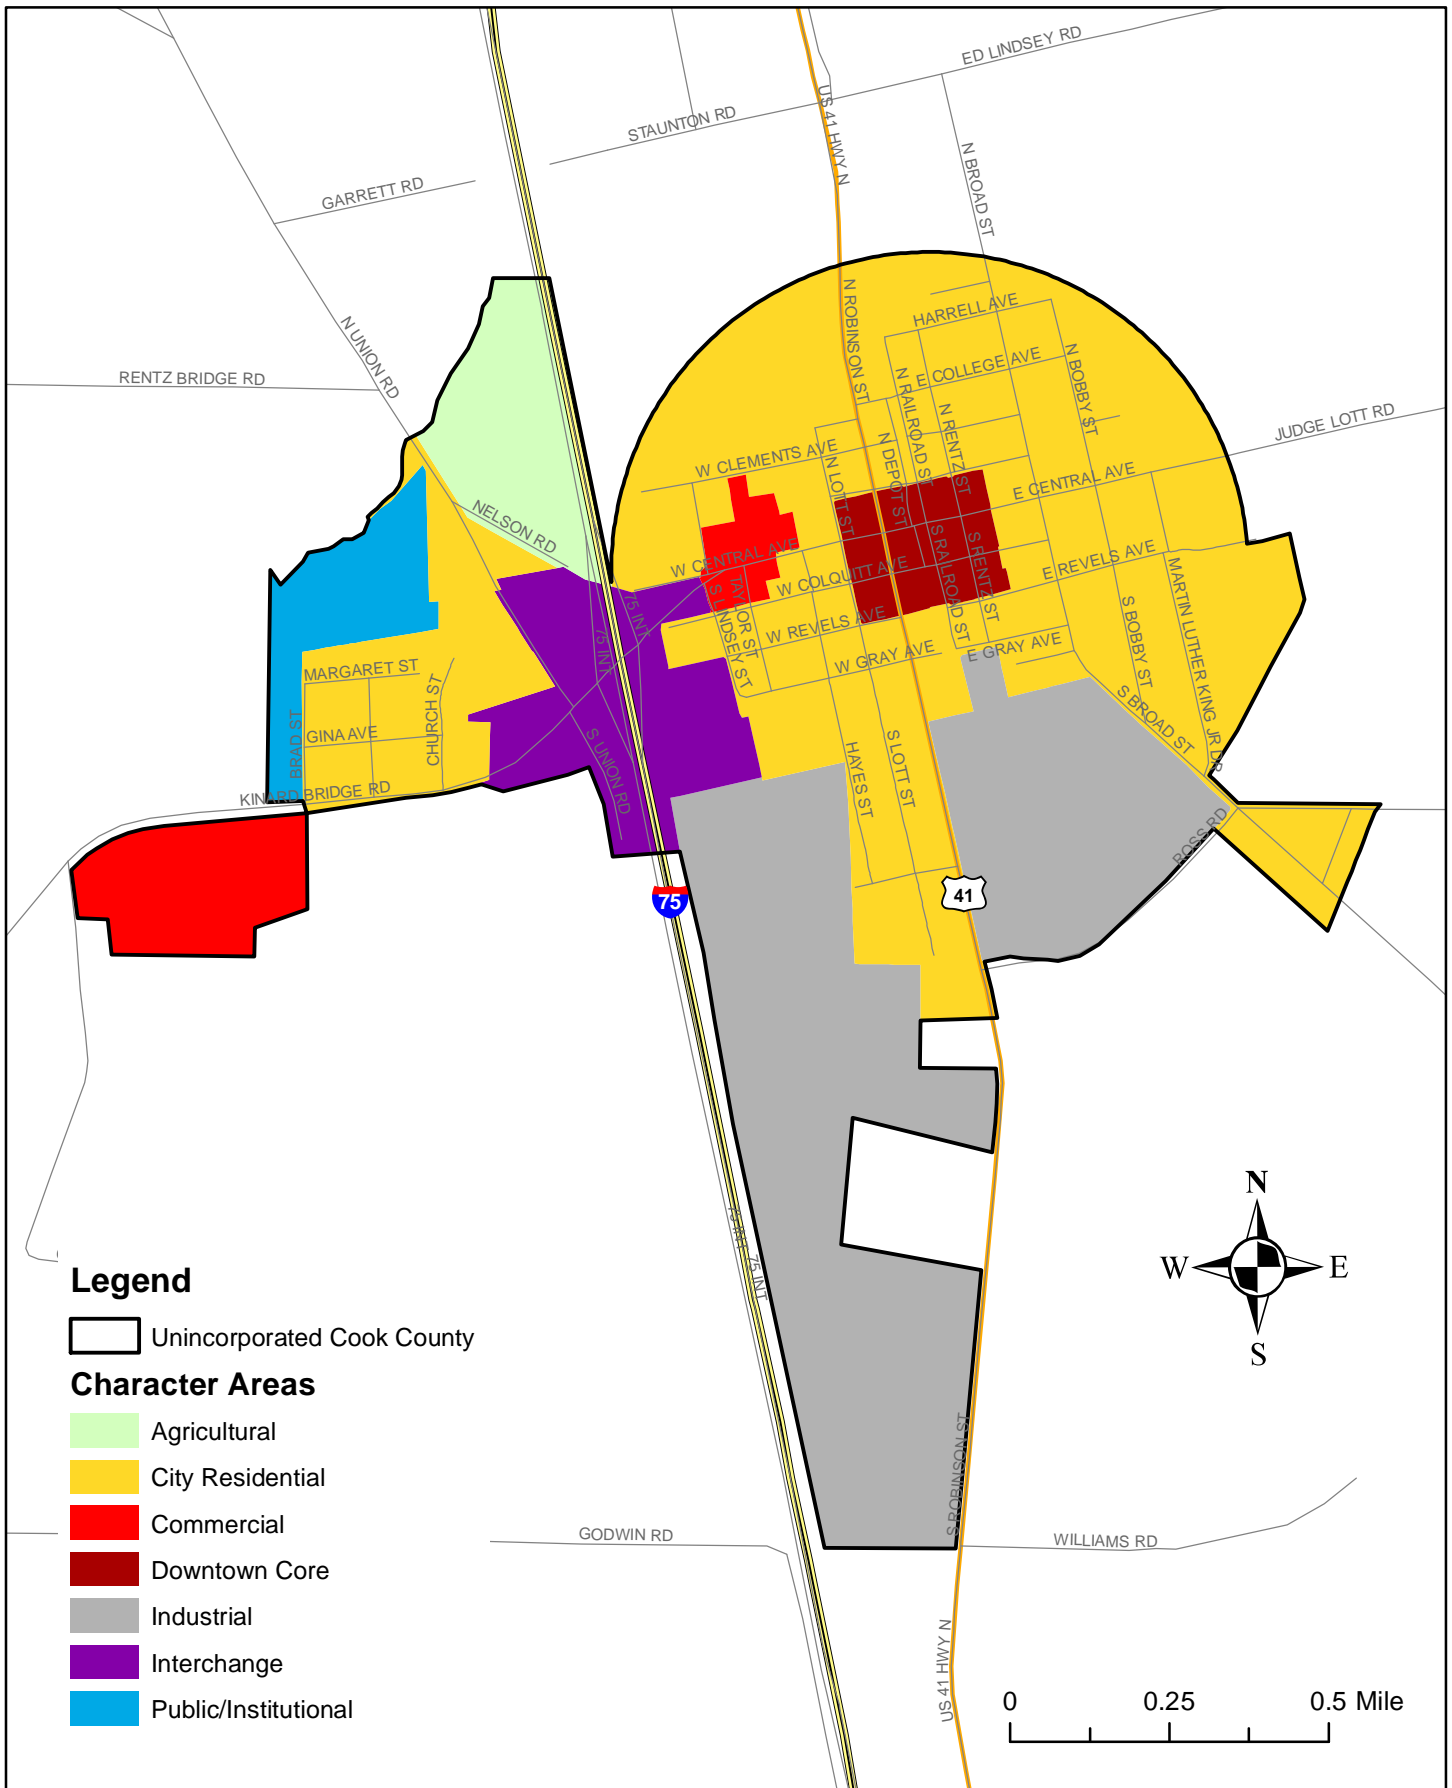 ED LINDSEY RD
STAUNTON RD
US 41 HWY N
N BROAD ST
GARRETT RD
N UNION RD
RENTZ BRIDGE RD
N ROBINSON ST
HARRELL AVE
E COLLEGE AVE
N BOBBY ST
N RAILROAD ST
N RENTZ ST
JUDGE LOTT RD
W CLEMENTS AVE
N LOTT ST
N DEPOT ST
E CENTRAL AVE
NELSON RD
W CENTRAL AVE
W COLQUITT AVE
S RAILROAD ST
S RENTZ ST
E REVELS AVE
MARTIN LUTHER KING JR DR
75 INT
75 INT
S LINDSEY ST
TAYLOR ST
W REVELS AVE
W GRAY AVE
E GRAY AVE
S BOBBY ST
S BROAD ST
MARGARET ST
CHURCH ST
GINA AVE
BRAD ST
KINARD BRIDGE RD
S UNION RD
HAYES ST
S LOTT ST
ROSS RD
75
41
75 INT
75 INT
N
W
E
S
Legend
Unincorporated Cook County
Character Areas
Agricultural
City Residential
Commercial
Downtown Core
Industrial
Interchange
Public/Institutional
S ROBINSON ST
GODWIN RD
WILLIAMS RD
US 41 HWY N
0 0.25 0.5 Mile